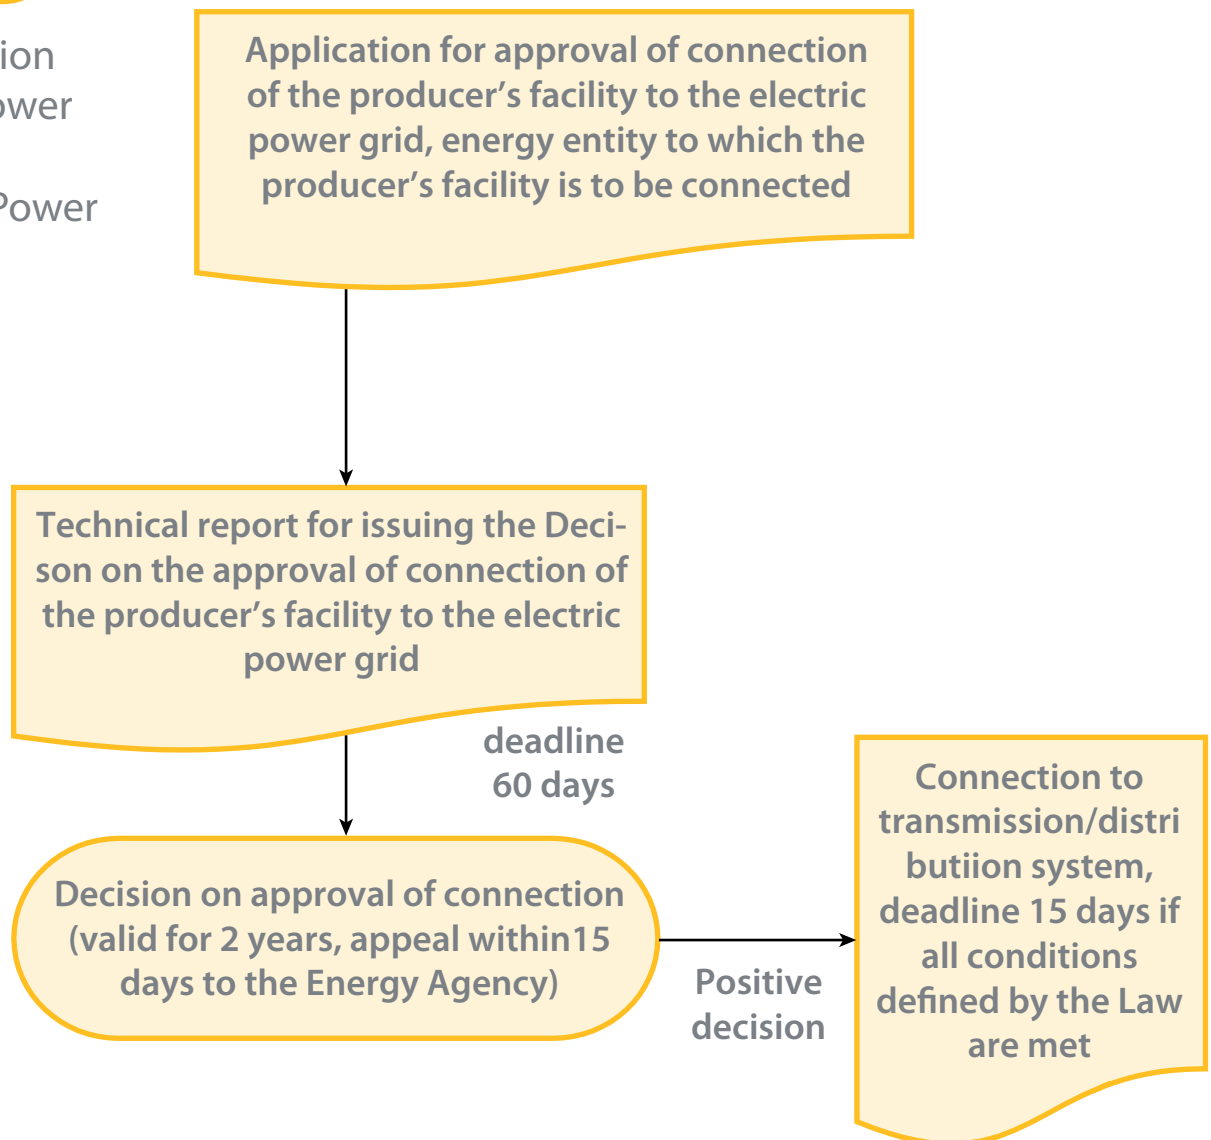 Application for approval of connection
of the producer's facility to the electric
power grid, energy entity to which the
producer's facility is to be connected
Power
Technical report for issuing the Deci-
son on the approval of connection of
the producer's facility to the electric
power grid
deadline
60 days
Decision on approval of connection
(valid for 2 years, appeal within15
days to the Energy Agency)
Positive
decision
Connection to
transmission/distri
butiion system,
deadline 15 days if
all conditions
defined by the Law
are met